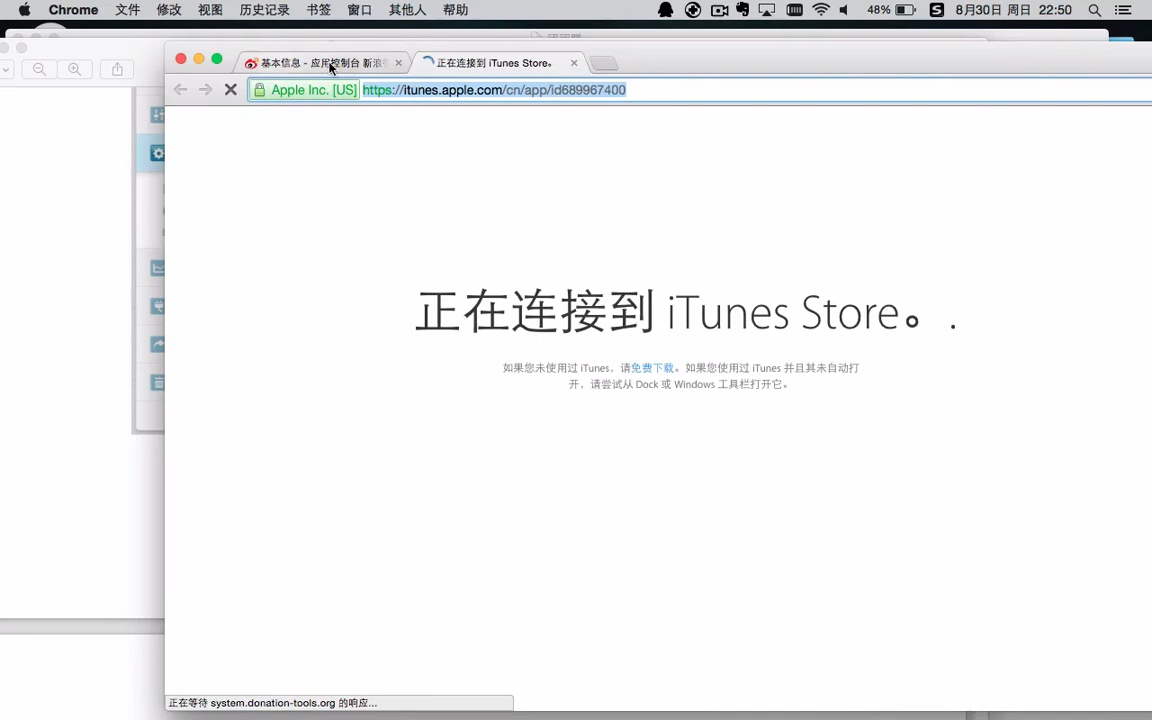 Chrome 文件 修改 视图 历史记录 书签 窗口 其他人 帮助 48% 8月30日 周日 22:50
基本信息 - 应用控制台 新浪 正在连接到 iTunes Store。
Apple Inc. [US] https://itunes.apple.com/cn/app/id689967400
正在连接到 iTunes Store。.
如果您未使用过 iTunes，请免费下载。如果您使用过 iTunes 并且其未自动打
开，请尝试从 Dock 或 Windows 工具栏打开它。
正在等待 system.donation-tools.org 的响应...